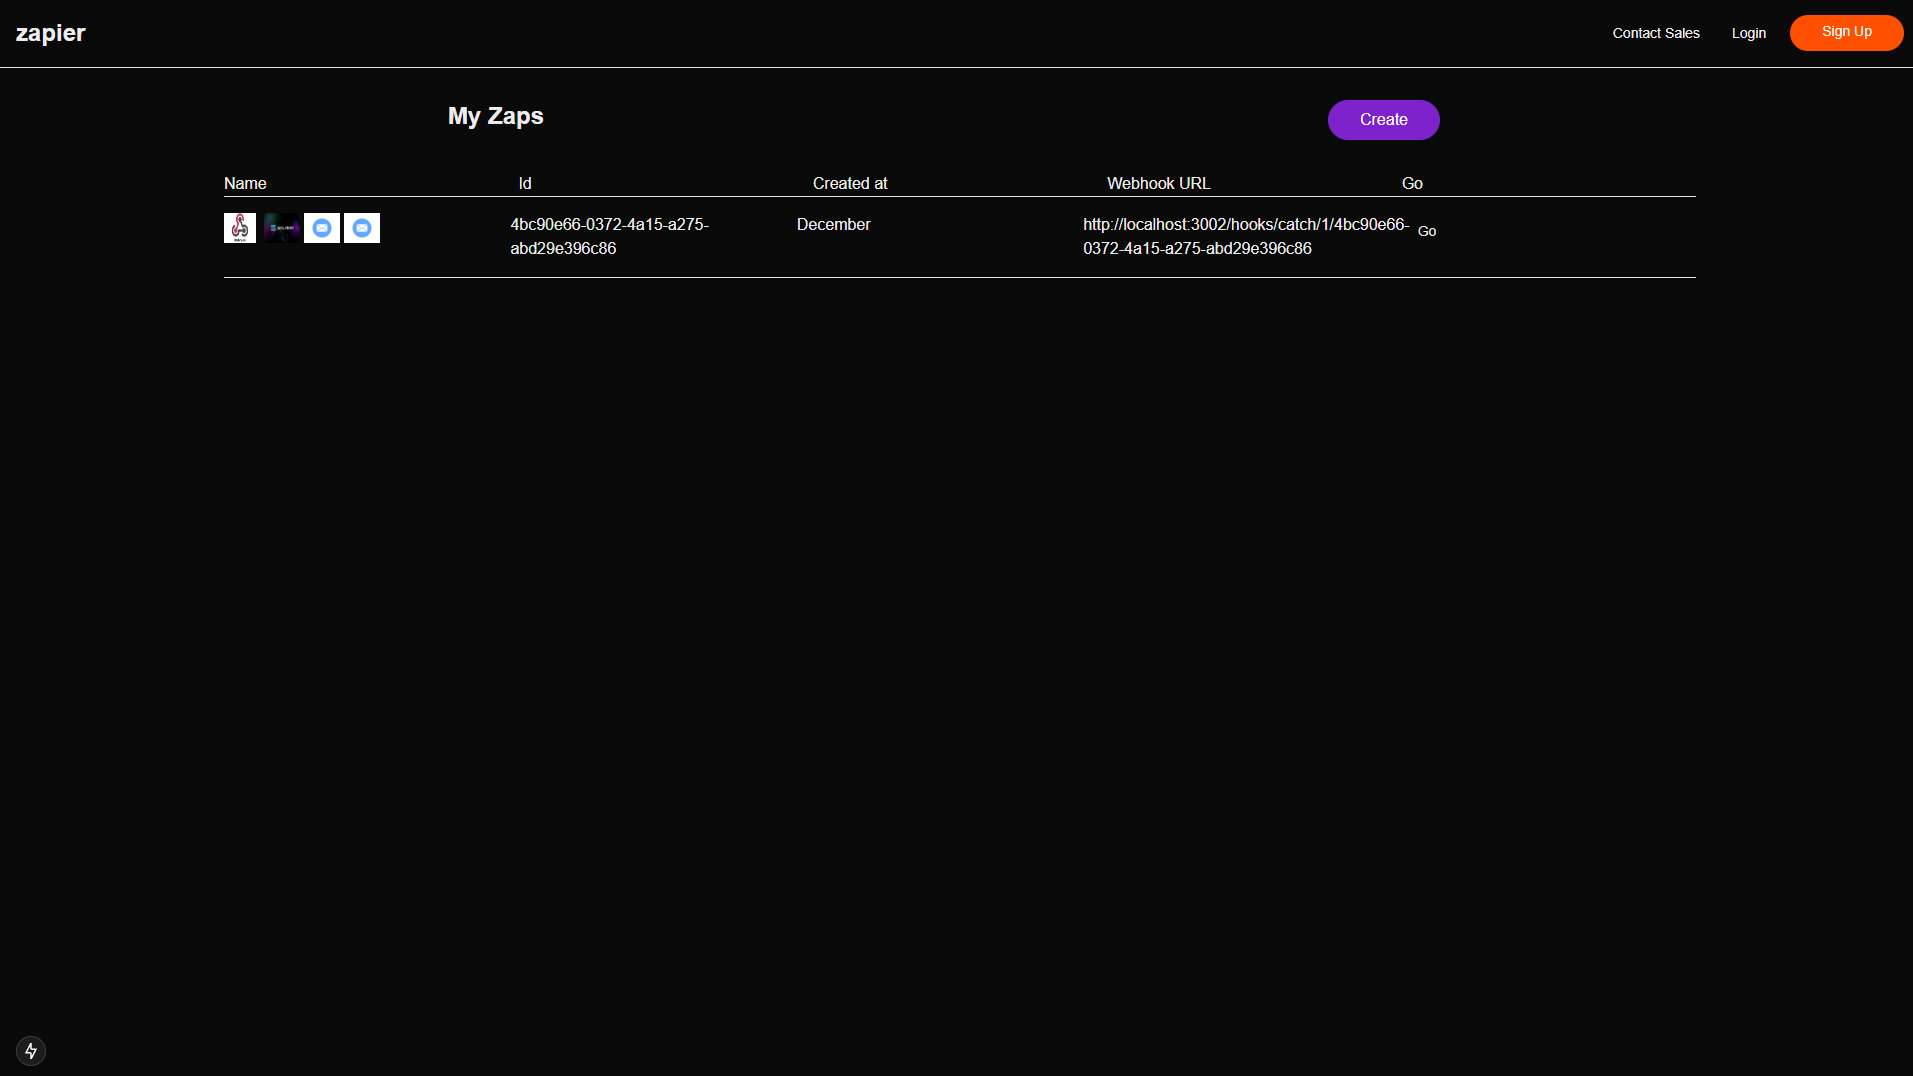 zapier
Contact Sales
Login
Sign Up
My Zaps
Create
Name
Id
Created at
Webhook URL
Go
4bc90e66-0372-4a15-a275-
abd29e396c86
December
http://localhost:3002/hooks/catch/1/4bc90e66-
0372-4a15-a275-abd29e396c86
Go